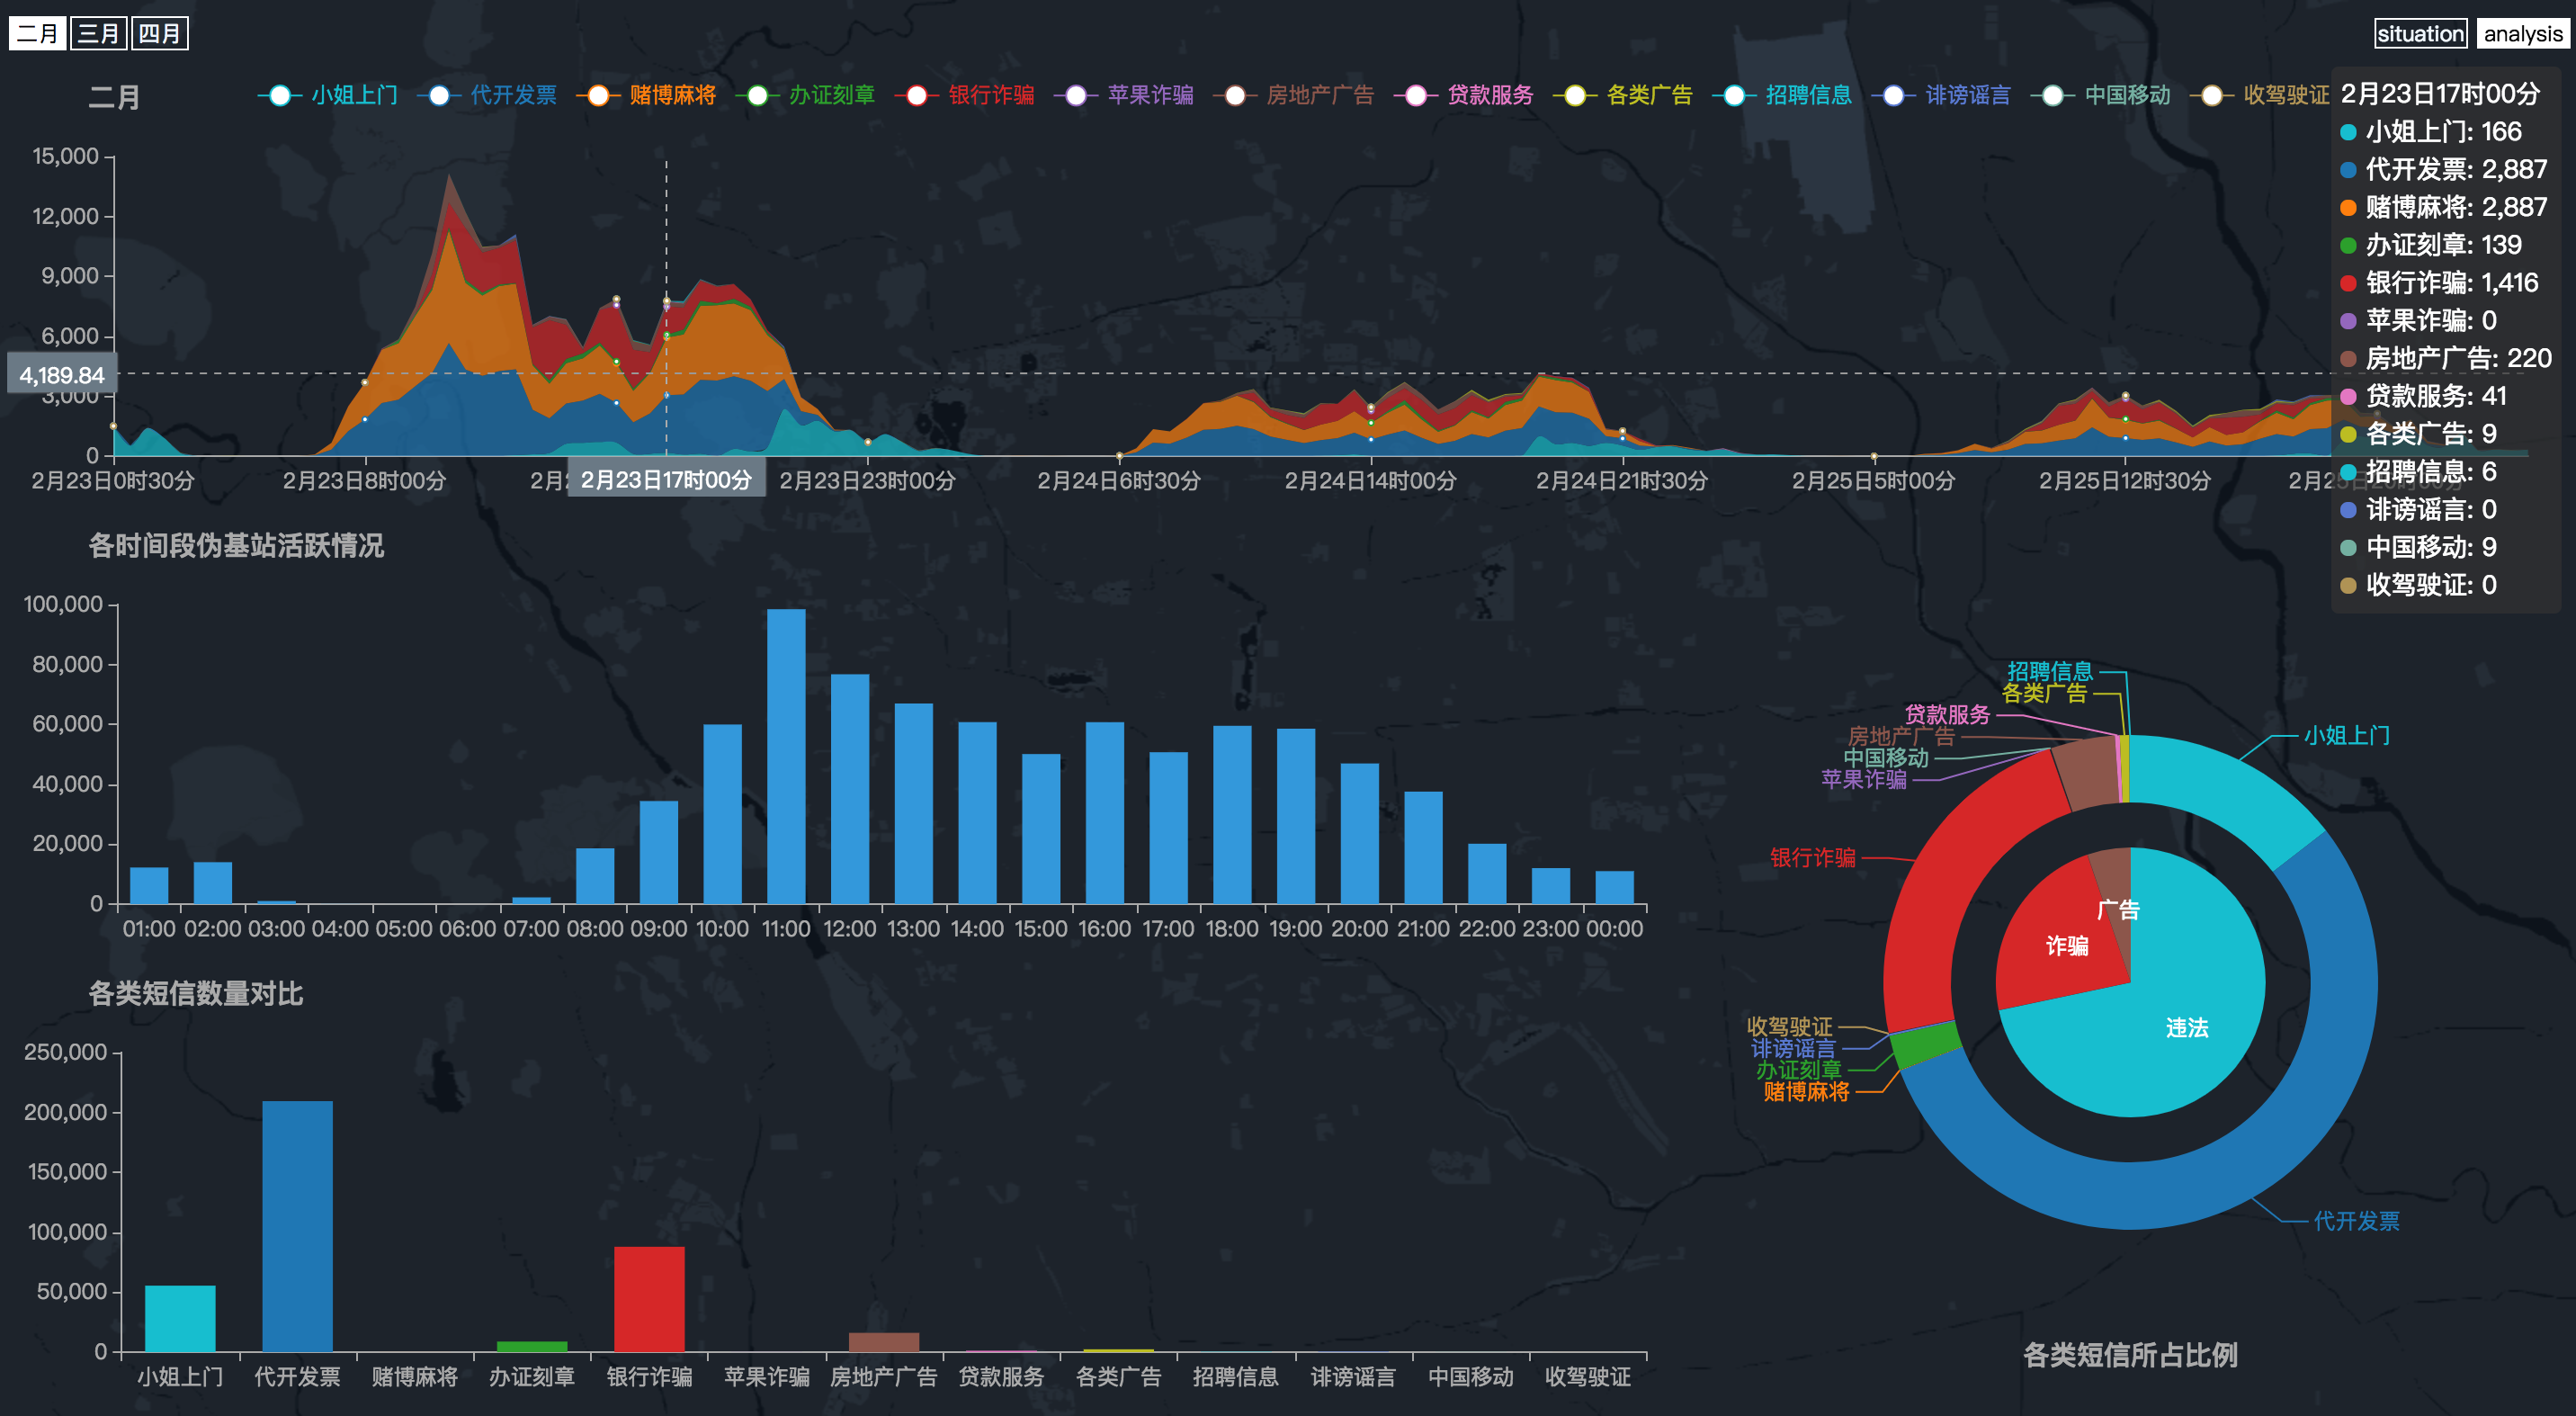 二月 三月 四月
situation analysis
二月
小姐上门 代开发票 赌博麻将 办证刻章 银行诈骗 苹果诈骗 房地产广告 贷款服务 各类广告 招聘信息 诽谤谣言 中国移动 收驾驶证
2月23日17时00分
小姐上门: 166
代开发票: 2,887
赌博麻将: 2,887
办证刻章: 139
银行诈骗: 1,416
苹果诈骗: 0
房地产广告: 220
贷款服务: 41
各类广告: 9
招聘信息: 6
诽谤谣言: 0
中国移动: 9
收驾驶证: 0
15,000
12,000
9,000
6,000
4,189.84
3,000
0
2月23日0时30分 2月23日8时00分 2月2 2月23日17时00分 2月23日23时00分 2月24日6时30分 2月24日14时00分 2月24日21时30分 2月25日5时00分 2月25日12时30分 2月25日20时00分
各时间段伪基站活跃情况
100,000
80,000
60,000
40,000
20,000
0
01:00 02:00 03:00 04:00 05:00 06:00 07:00 08:00 09:00 10:00 11:00 12:00 13:00 14:00 15:00 16:00 17:00 18:00 19:00 20:00 21:00 22:00 23:00 00:00
各类短信数量对比
250,000
200,000
150,000
100,000
50,000
0
小姐上门 代开发票 赌博麻将 办证刻章 银行诈骗 苹果诈骗 房地产广告 贷款服务 各类广告 招聘信息 诽谤谣言 中国移动 收驾驶证
招聘信息
各类广告
贷款服务
小姐上门
房地产广告
中国移动
苹果诈骗
银行诈骗
广告
诈骗
违法
收驾驶证
诽谤谣言
办证刻章
赌博麻将
代开发票
各类短信所占比例